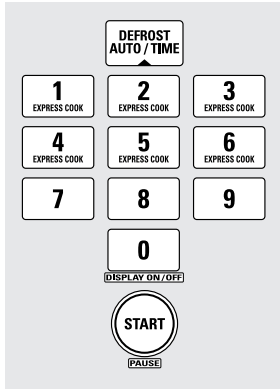 DEFROST
AUTO / TIME
1 2 3
EXPRESS COOK EXPRESS COOK EXPRESS COOK
4 5 6
EXPRESS COOK EXPRESS COOK EXPRESS COOK
7 8 9
0
DISPLAY ON/OFF
START
PAUSE